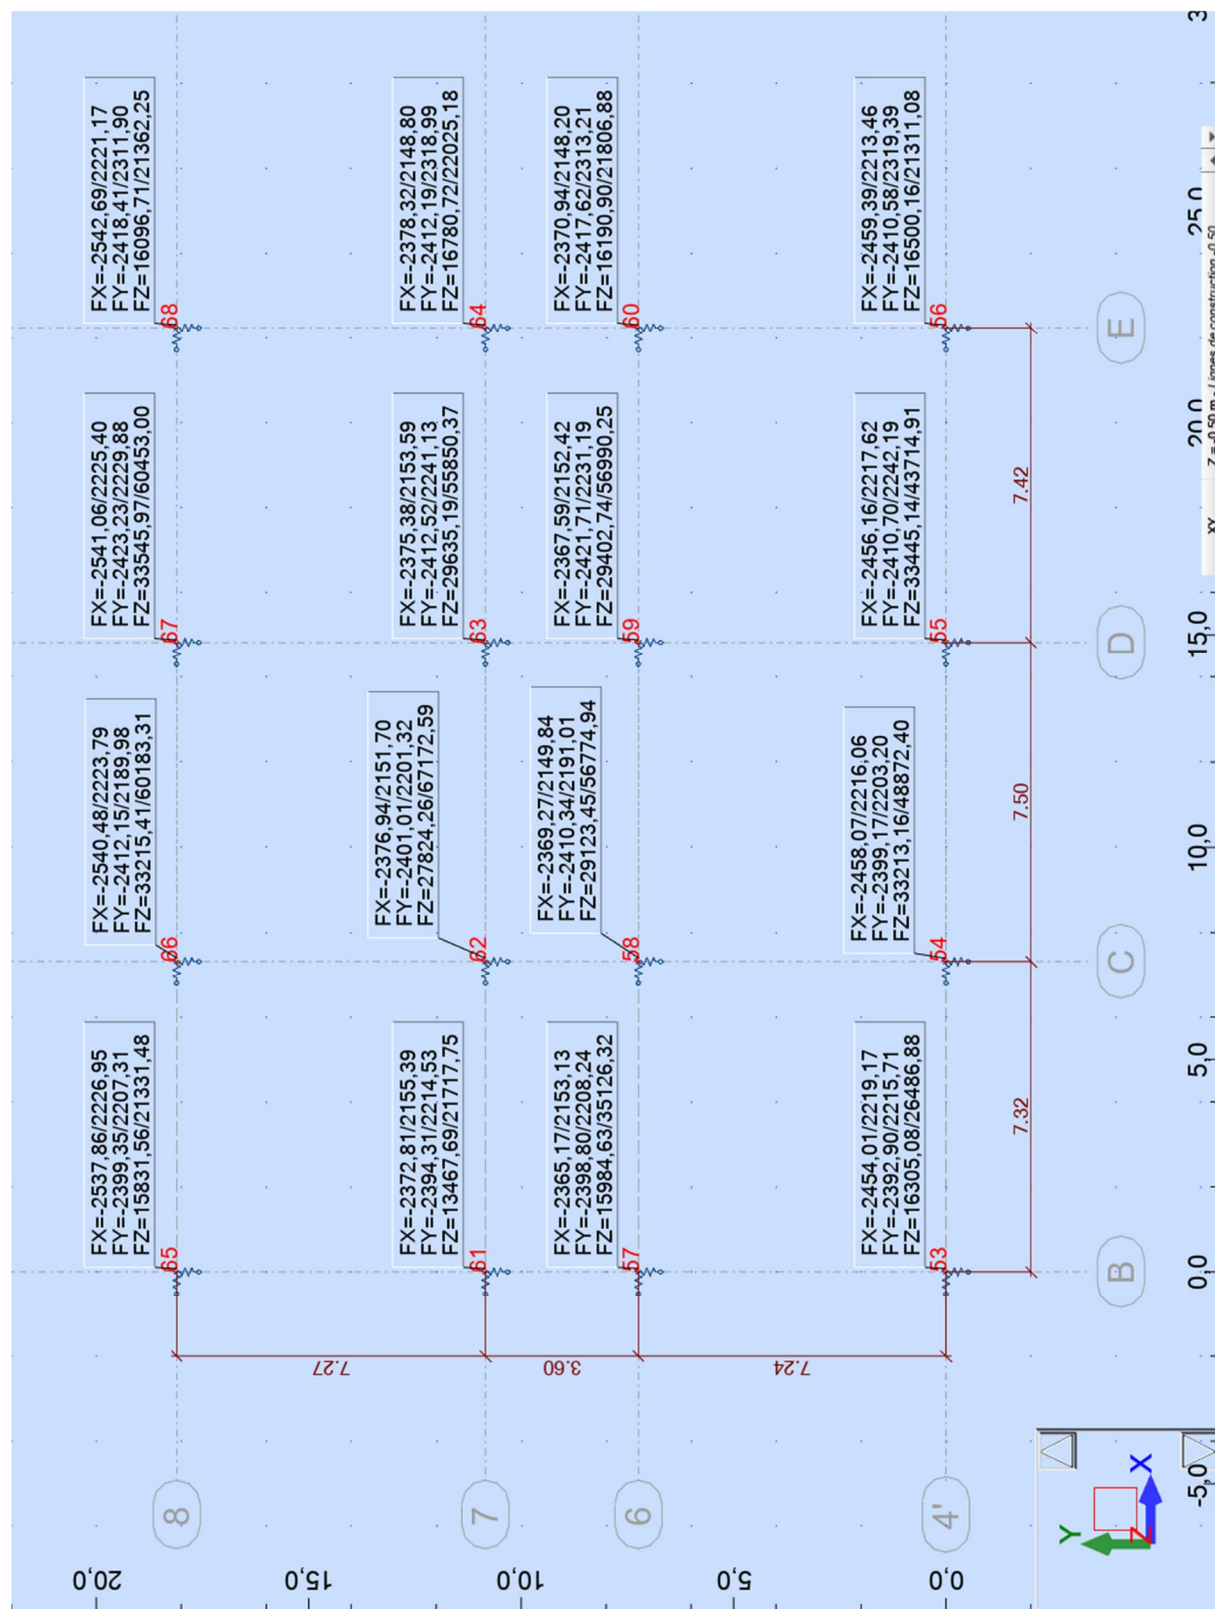 20,0
FX=-2537,86/2226,95
FY=-2399,35/2207,31
FZ=15831,56/21331,48
65
FX=-2540,48/2223,79
FY=-2412,15/2189,98
FZ=33215,41/60183,31
66
FX=-2541,06/2225,40
FY=-2423,23/2229,88
FZ=33545,97/60453,00
67
FX=-2542,69/2221,17
FY=-2418,41/2311,90
FZ=16096,71/21362,25
68
8
15,0
7.27
FX=-2372,81/2155,39
FY=-2394,31/2214,53
FZ=13467,69/21717,75
61
FX=-2376,94/2151,70
FY=-2401,01/2201,32
FZ=27824,26/67172,59
62
FX=-2375,38/2153,59
FY=-2412,52/2241,13
FZ=29635,19/55850,37
63
FX=-2378,32/2148,80
FY=-2412,19/2318,99
FZ=16780,72/22025,18
64
7
10,0
3.60
FX=-2365,17/2153,13
FY=-2398,80/2208,24
FZ=15984,63/35126,32
57
FX=-2369,27/2149,84
FY=-2410,34/2191,01
FZ=29123,45/56774,94
58
FX=-2367,59/2152,42
FY=-2421,71/2231,19
FZ=29402,74/56990,25
59
FX=-2370,94/2148,20
FY=-2417,62/2313,21
FZ=16190,90/21806,88
60
6
5,0
7.24
FX=-2454,01/2219,17
FY=-2392,90/2215,71
FZ=16305,08/26486,88
53
FX=-2458,07/2216,06
FY=-2399,17/2203,20
FZ=33213,16/48872,40
54
FX=-2456,16/2217,62
FY=-2410,70/2242,19
FZ=33445,14/43714,91
55
FX=-2459,39/2213,46
FY=-2410,58/2319,39
FZ=16500,16/21311,08
56
4'
0,0
7.32
7.50
7.42
B
C
D
E
Y
Z
X
-5,0
0,0
5,0
10,0
15,0
20,0
25,0
3
XY
Z = -0,50 m - Lignes de construction -0,50